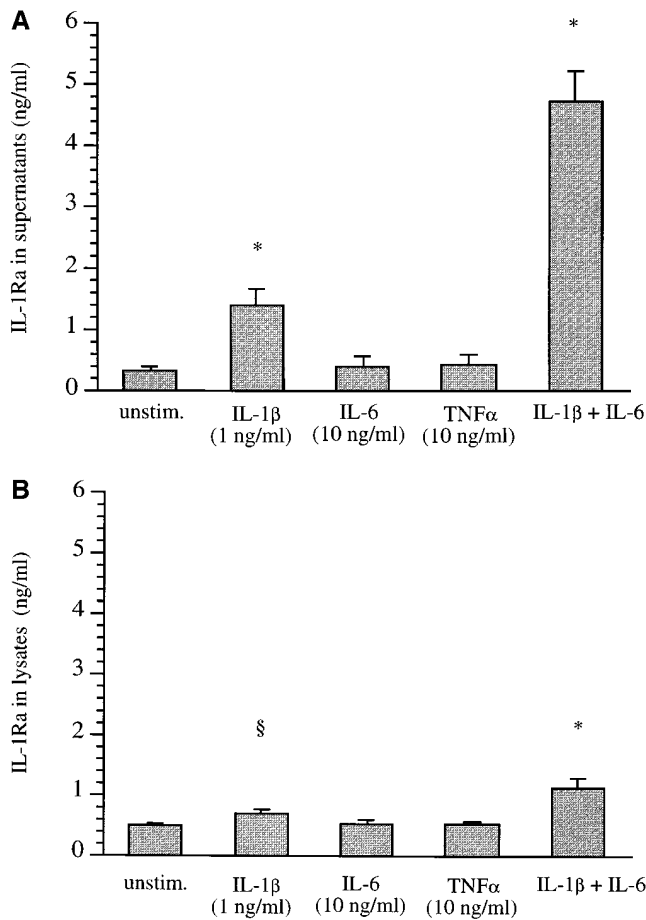 A
IL-1Ra in supernatants (ng/ml)
6
5
4
3
2
1
0
*
*
unstim. IL-1β IL-6 TNFα IL-1β + IL-6
(1 ng/ml) (10 ng/ml) (10 ng/ml)
B
IL-1Ra in lysates (ng/ml)
6
5
4
3
2
1
0
§ *
unstim. IL-1β IL-6 TNFα IL-1β + IL-6
(1 ng/ml) (10 ng/ml) (10 ng/ml)